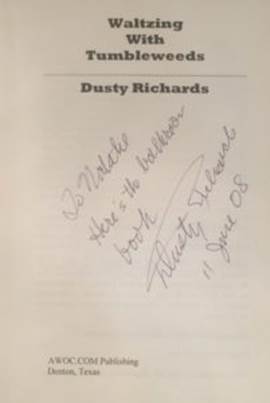 Waltzing
With
Tumbleweeds
Dusty Richards
To Natalie
Here's the ballroom
book
Dusty Richards
11 June 08
AWOC.COM Publishing
Denton, Texas